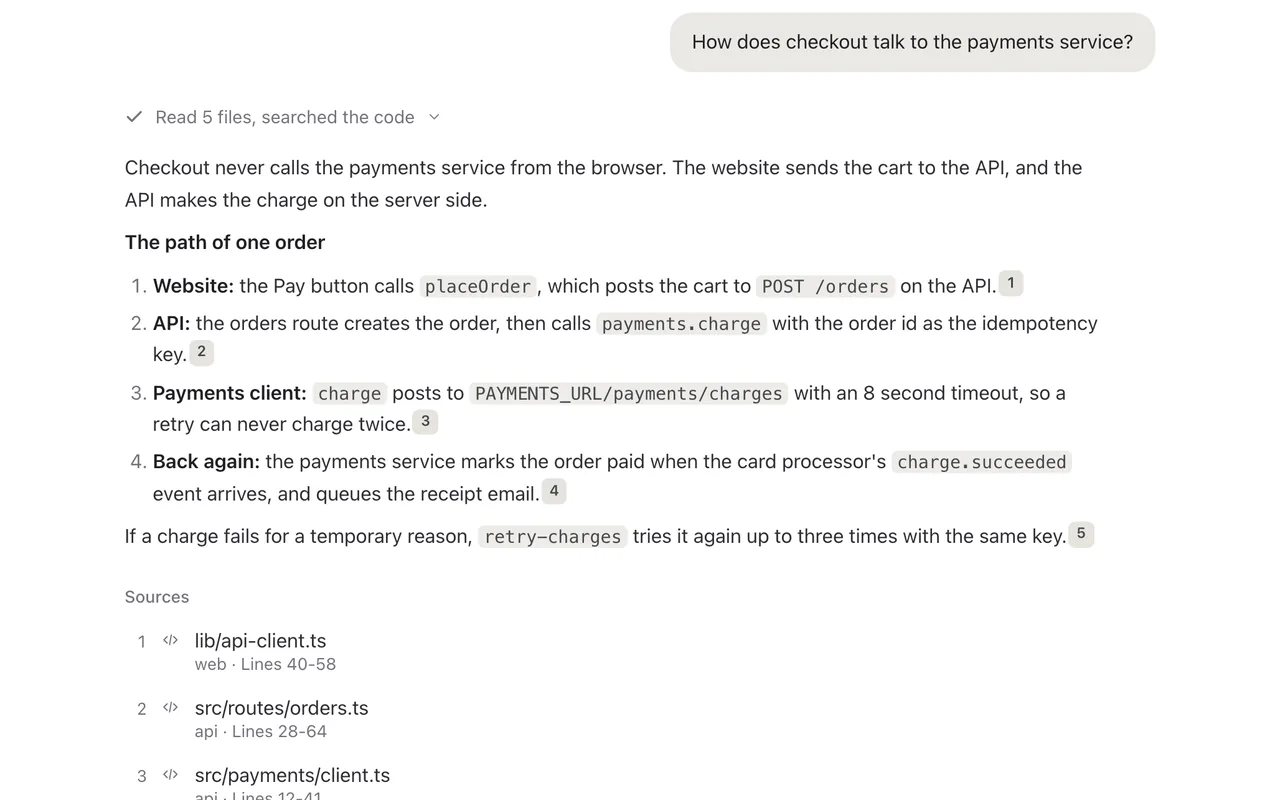 How does checkout talk to the payments service?
Read 5 files, searched the code
Checkout never calls the payments service from the browser. The website sends the cart to the API, and the
API makes the charge on the server side.
The path of one order
1. Website: the Pay button calls placeOrder, which posts the cart to POST /orders on the API. 1
2. API: the orders route creates the order, then calls payments.charge with the order id as the idempotency
key. 2
3. Payments client: charge posts to PAYMENTS_URL/payments/charges with an 8 second timeout, so a
retry can never charge twice. 3
4. Back again: the payments service marks the order paid when the card processor's charge.succeeded
event arrives, and queues the receipt email. 4
If a charge fails for a temporary reason, retry-charges tries it again up to three times with the same key. 5
Sources
1 </> lib/api-client.ts
web · Lines 40-58
2 </> src/routes/orders.ts
api · Lines 28-64
3 </> src/payments/client.ts
api · Lines 12-41